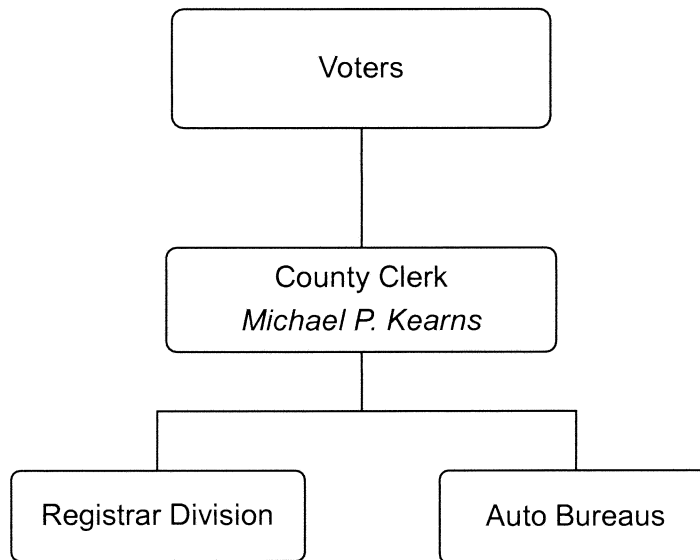 Voters
County Clerk
Michael P. Kearns
Registrar Division
Auto Bureaus